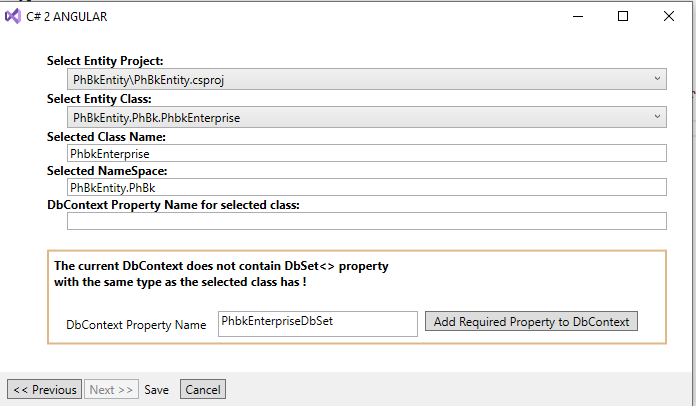 C# 2 ANGULAR
Select Entity Project:
PhBkEntity\PhBkEntity.csproj
Select Entity Class:
PhBkEntity.PhBk.PhbkEnterprise
Selected Class Name:
PhbkEnterprise
Selected NameSpace:
PhBkEntity.PhBk
DbContext Property Name for selected class:
The current DbContext does not contain DbSet<> property
with the same type as the selected class has !
DbContext Property Name PhbkEnterpriseDbSet Add Required Property to DbContext
<< Previous Next >> Save Cancel